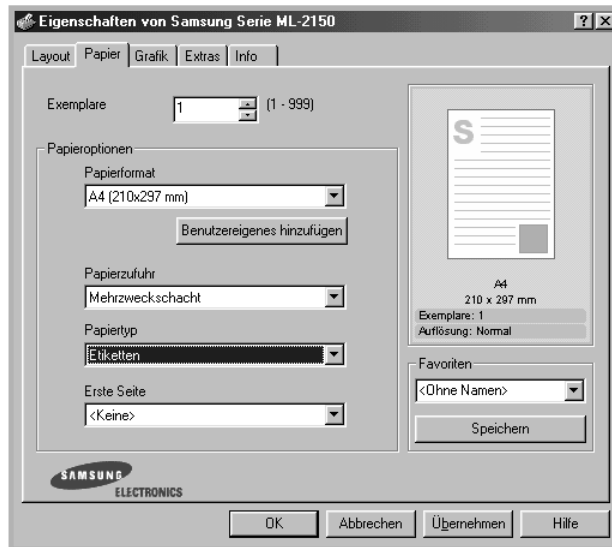 Eigenschaften von Samsung Serie ML-2150
Layout Papier Grafik Extras Info
Exemplare 1 (1 - 999)
Papieroptionen
Papierformat
A4 (210x297 mm)
Benutzereigenes hinzufügen
Papierzufuhr
Mehrzweckschacht
Papiertyp
Etiketten
Erste Seite
<Keine>
S
A4
210 x 297 mm
Exemplare: 1
Auflösung: Normal
Favoriten
<Ohne Namen>
Speichern
SAMSUNG
ELECTRONICS
OK Abbrechen Übernehmen Hilfe